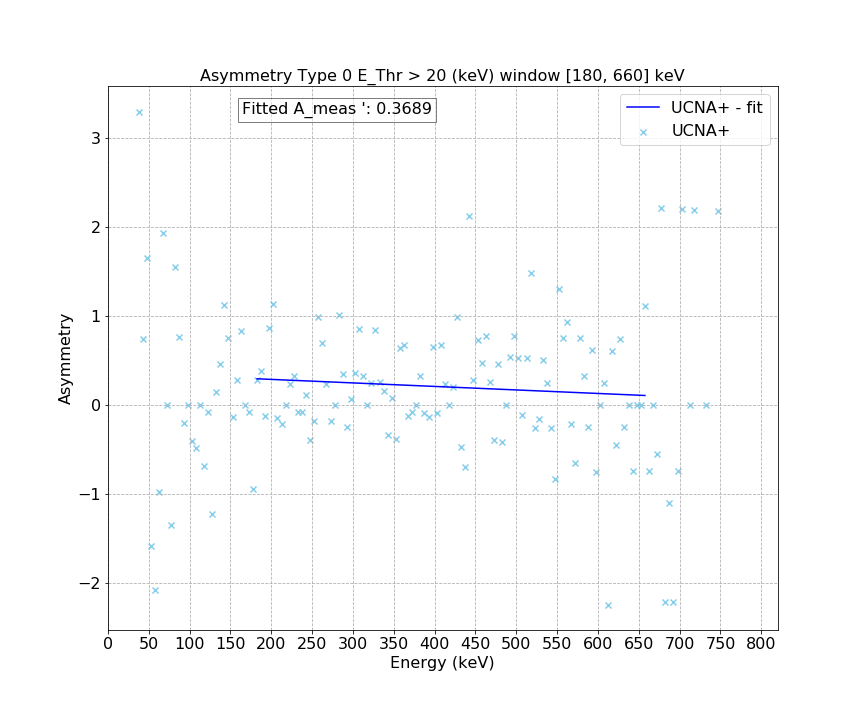 Asymmetry Type 0 E_Thr > 20 (keV) window [180, 660] keV
Fitted A_meas ': 0.3689
UCNA+ - fit
UCNA+
3
2
1
0
−1
−2
Asymmetry
0 50 100 150 200 250 300 350 400 450 500 550 600 650 700 750 800
Energy (keV)